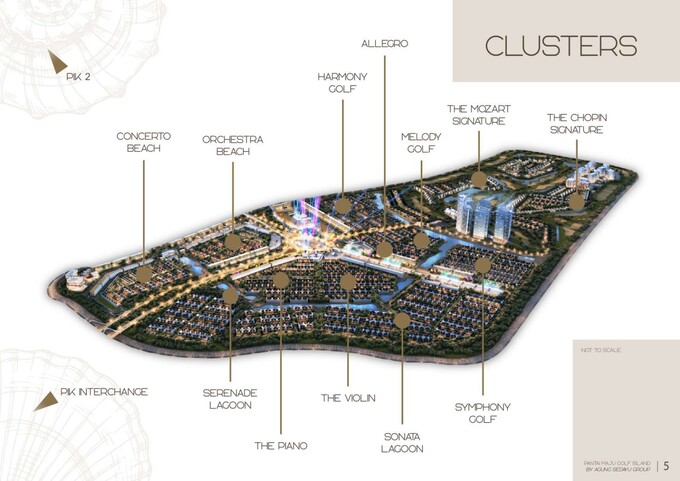 CLUSTERS
PIK 2
ALLEGRO
HARMONY
GOLF
THE MOZART
SIGNATURE
THE CHOPIN
SIGNATURE
CONCERTO
BEACH
ORCHESTRA
BEACH
MELODY
GOLF
NOT TO SCALE
PIK INTERCHANGE
SERENADE
LAGOON
THE VIOLIN
SYMPHONY
GOLF
THE PIANO
SONATA
LAGOON
PANTAI MAJU GOLF ISLAND
BY AGUNG SEDAYU GROUP
5